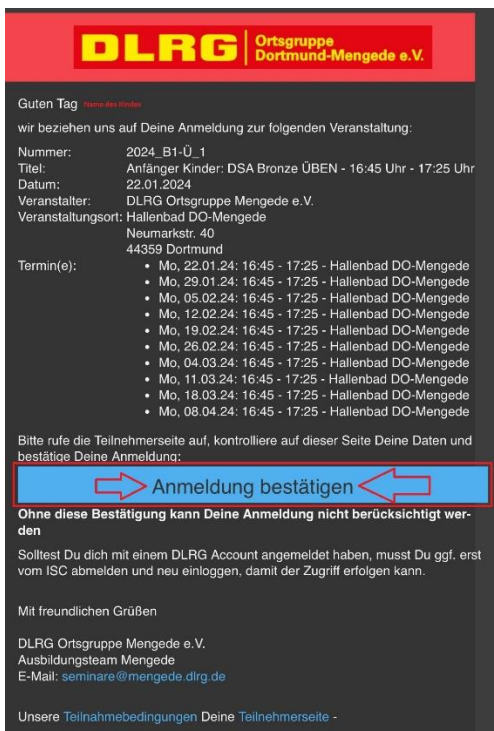 DLRG Ortsgruppe
Dortmund-Mengede e.V.
Guten Tag Name des Kindes
wir beziehen uns auf Deine Anmeldung zur folgenden Veranstaltung:
Nummer: 2024_B1-Ü_1
Titel: Anfänger Kinder: DSA Bronze ÜBEN - 16:45 Uhr - 17:25 Uhr
Datum: 22.01.2024
Veranstalter: DLRG Ortsgruppe Mengede e.V.
Veranstaltungsort: Hallenbad DO-Mengede
Neumarkstr. 40
44359 Dortmund
Termin(e): • Mo, 22.01.24: 16:45 - 17:25 - Hallenbad DO-Mengede
• Mo, 29.01.24: 16:45 - 17:25 - Hallenbad DO-Mengede
• Mo, 05.02.24: 16:45 - 17:25 - Hallenbad DO-Mengede
• Mo, 12.02.24: 16:45 - 17:25 - Hallenbad DO-Mengede
• Mo, 19.02.24: 16:45 - 17:25 - Hallenbad DO-Mengede
• Mo, 26.02.24: 16:45 - 17:25 - Hallenbad DO-Mengede
• Mo, 04.03.24: 16:45 - 17:25 - Hallenbad DO-Mengede
• Mo, 11.03.24: 16:45 - 17:25 - Hallenbad DO-Mengede
• Mo, 18.03.24: 16:45 - 17:25 - Hallenbad DO-Mengede
• Mo, 08.04.24: 16:45 - 17:25 - Hallenbad DO-Mengede
Bitte rufe die Teilnehmerseite auf, kontrolliere auf dieser Seite Deine Daten und
bestätige Deine Anmeldung:
Anmeldung bestätigen
Ohne diese Bestätigung kann Deine Anmeldung nicht berücksichtigt wer-
den
Solltest Du dich mit einem DLRG Account angemeldet haben, musst Du ggf. erst
vom ISC abmelden und neu einloggen, damit der Zugriff erfolgen kann.
Mit freundlichen Grüßen
DLRG Ortsgruppe Mengede e.V.
Ausbildungsteam Mengede
E-Mail: seminare@mengede.dlrg.de
Unsere Teilnahmebedingungen Deine Teilnehmerseite -